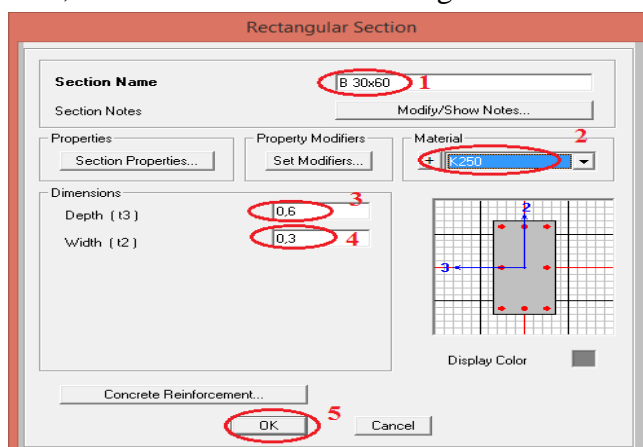 Rectangular Section
Section Name B 30x60 1
Section Notes Modify/Show Notes...
Properties Property Modifiers Material 2
Section Properties... Set Modifiers... + K250
Dimensions
Depth ( t3 ) 0,6 3
Width ( t2 ) 0,3 4
2
3
Display Color
Concrete Reinforcement...
OK 5 Cancel